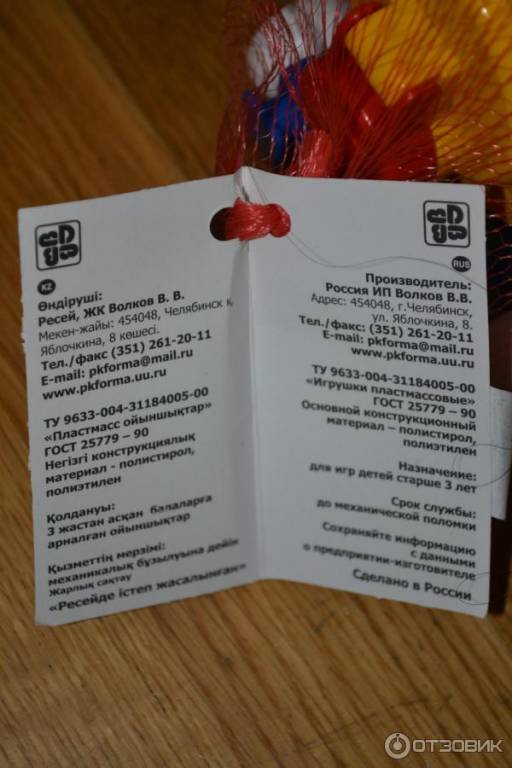 KZ
Өндіруші:
Ресей, ЖК Волков В. В.
Мекен-жайы: 454048, Челябинск қ,
Яблочкина, 8 көшесі.
Тел./факс (351) 261-20-11
E-mail: pkforma@mail.ru
www.pkforma.uu.ru
ТУ 9633-004-31184005-00
«Пластмасс ойыншықтар»
ГОСТ 25779 – 90
Негізгі конструкциялық
материал - полистирол,
полиэтилен
Қолдануы:
3 жастан асқан балаларға
арналған ойыншықтар
Қызметтің мерзімі:
механикалық бұзылуына дейін
Жарлық сақтау
«Ресейде істеп жасалынған»
RUS
Производитель:
Россия ИП Волков В.В.
Адрес: 454048, г.Челябинск,
ул. Яблочкина, 8.
Тел./факс: (351) 261-20-11
E-mail: pkforma@mail.ru
www.pkforma.uu.ru
ТУ 9633-004-31184005-00
«Игрушки пластмассовые»
ГОСТ 25779 – 90
Основной конструкционный
материал – полистирол,
полиэтилен
Назначение:
для игр детей старше 3 лет
Срок службы:
до механической поломки
Сохраняйте информацию
с данными
о предприятии-изготовителе
Сделано в России
ОТЗОВИК